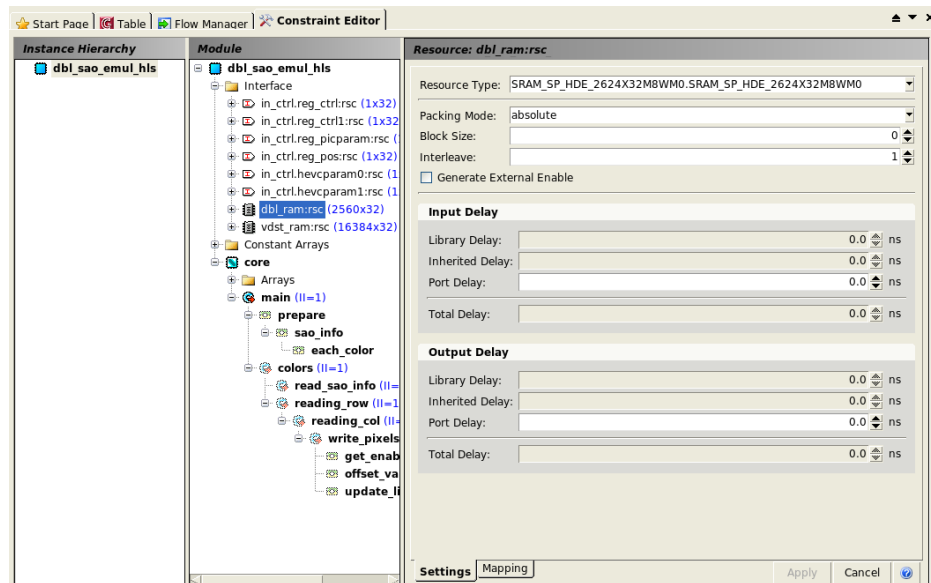 Start Page Table Flow Manager Constraint Editor
Instance Hierarchy
dbl_sao_emul_hls
Module
dbl_sao_emul_hls
Interface
in_ctrl.reg_ctrl:rsc (1x32)
in_ctrl.reg_ctrl1:rsc (1x32
in_ctrl.reg_picparam:rsc (
in_ctrl.reg_pos:rsc (1x32)
in_ctrl.hevcparam0:rsc (1
in_ctrl.hevcparam1:rsc (1
dbl_ram:rsc (2560x32)
vdst_ram:rsc (16384x32)
Constant Arrays
core
Arrays
main (II=1)
prepare
sao_info
each_color
colors (II=1)
read_sao_info (II=
reading_row (II=1
reading_col (II=
write_pixels
get_enab
offset_va
update_li
Resource: dbl_ram:rsc
Resource Type: SRAM_SP_HDE_2624X32M8WM0.SRAM_SP_HDE_2624X32M8WM0
Packing Mode: absolute
Block Size: 0
Interleave: 1
Generate External Enable
Input Delay
Library Delay: 0.0 ns
Inherited Delay: 0.0 ns
Port Delay: 0.0 ns
Total Delay: 0.0 ns
Output Delay
Library Delay: 0.0 ns
Inherited Delay: 0.0 ns
Port Delay: 0.0 ns
Total Delay: 0.0 ns
Settings Mapping
Apply Cancel